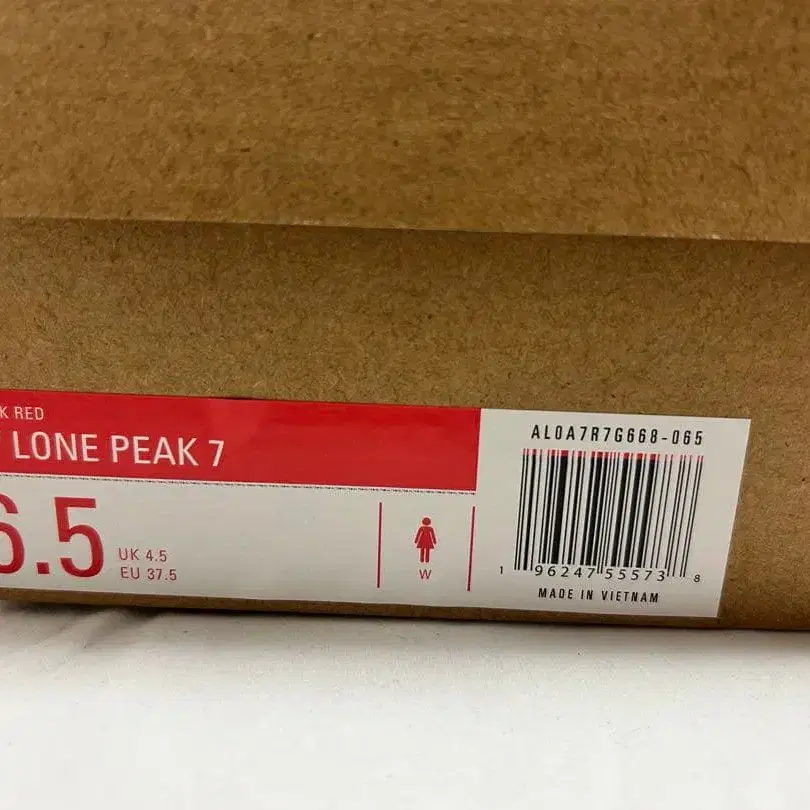 K RED
LONE PEAK 7
6.5
UK 4.5
EU 37.5
W
AL0A7R7G668-065
1 96247 55573 8
MADE IN VIETNAM